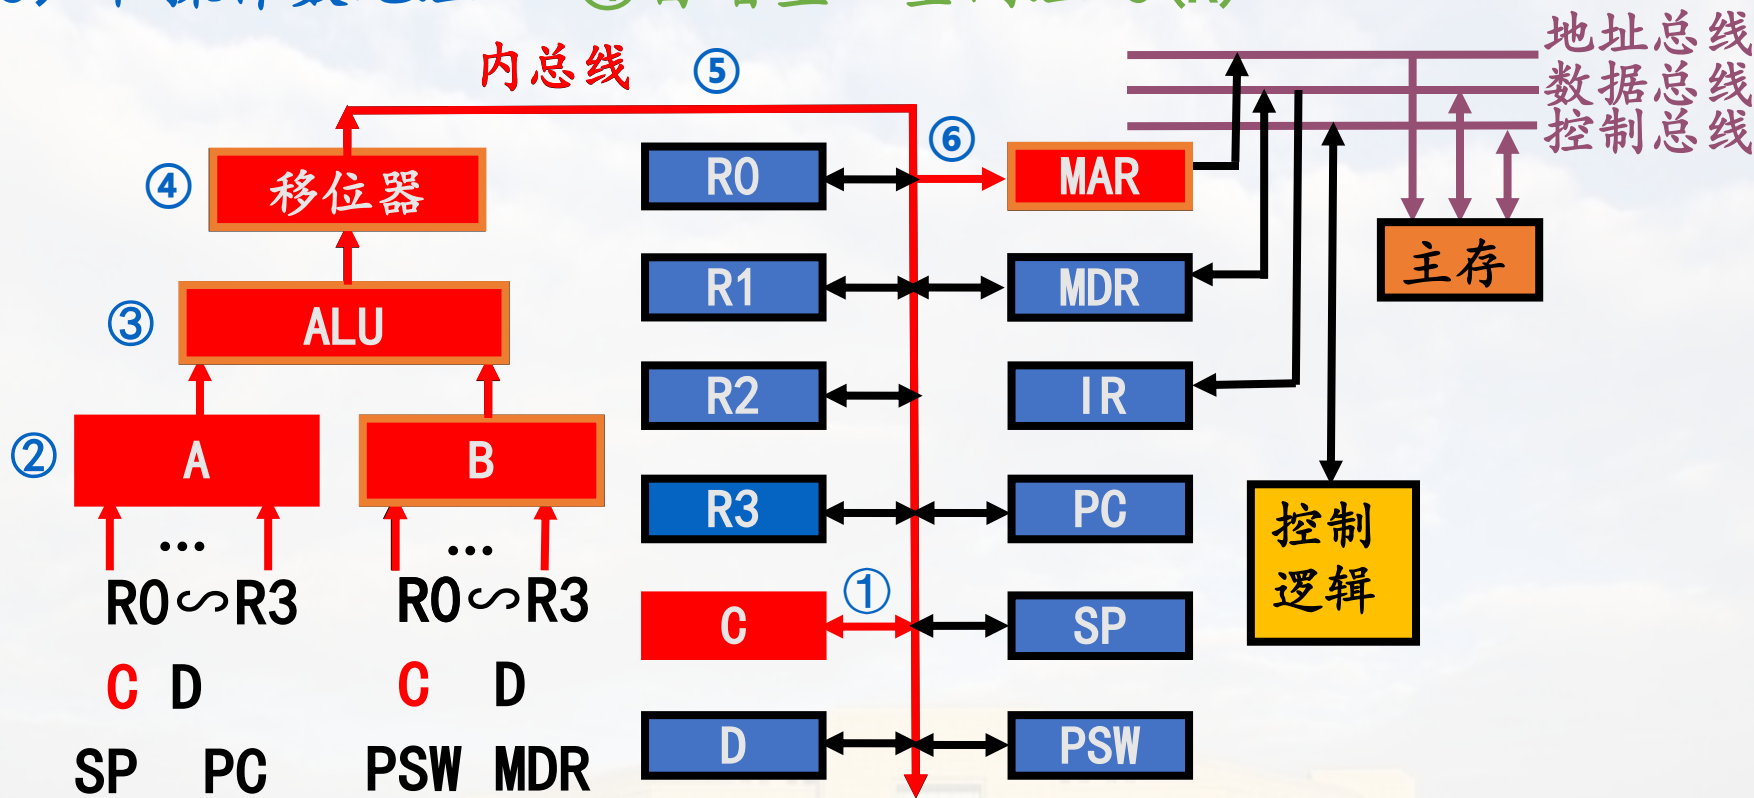 内总线
⑤
地址总线
数据总线
控制总线
④
移位器
R0
⑥
MAR
主存
③
ALU
R1
MDR
②
A
B
R2
IR
R3
PC
控制
逻辑
...
...
R0∽R3
R0∽R3
C
①
SP
C D
C D
SP PC
PSW MDR
D
PSW